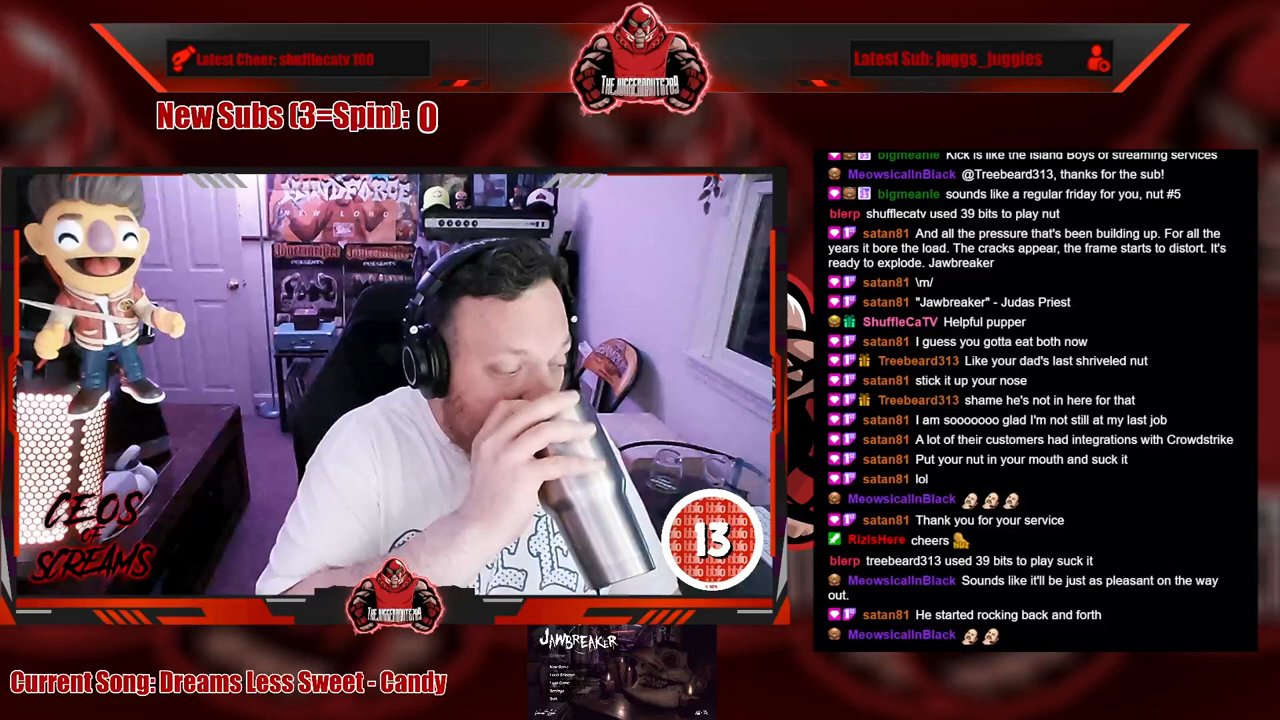 Latest Cheer: shufflecatv 100
THEJUGGERNAUT6789
Latest Sub: juggs_juggies
New Subs (3=Spin): 0
bigmeanie Kick is like the Island Boys of streaming services
MeowsicalInBlack @Treebeard313, thanks for the sub!
bigmeanie sounds like a regular friday for you, nut #5
blerp shufflecatv used 39 bits to play nut
satan81 And all the pressure that's been building up. For all the
years it bore the load. The cracks appear, the frame starts to distort. It's
ready to explode. Jawbreaker
satan81 \m/
satan81 "Jawbreaker" - Judas Priest
ShuffleCaTV Helpful pupper
satan81 I guess you gotta eat both now
Treebeard313 Like your dad's last shriveled nut
satan81 stick it up your nose
Treebeard313 shame he's not in here for that
satan81 I am sooooooo glad I'm not still at my last job
satan81 A lot of their customers had integrations with Crowdstrike
satan81 Put your nut in your mouth and suck it
satan81 lol
MeowsicalInBlack
satan81 Thank you for your service
RizIsHere cheers
blerp treebeard313 used 39 bits to play suck it
MeowsicalInBlack Sounds like it'll be just as pleasant on the way
out.
satan81 He started rocking back and forth
MeowsicalInBlack
NEW LORDS
Jägermeister
PRESENTS
Jägermeister
PRESENTS
CEOS
OF
SCREAMS
13
THEJUGGERNAUT6789
JAWBREAKER
Current Song: Dreams Less Sweet - Candy